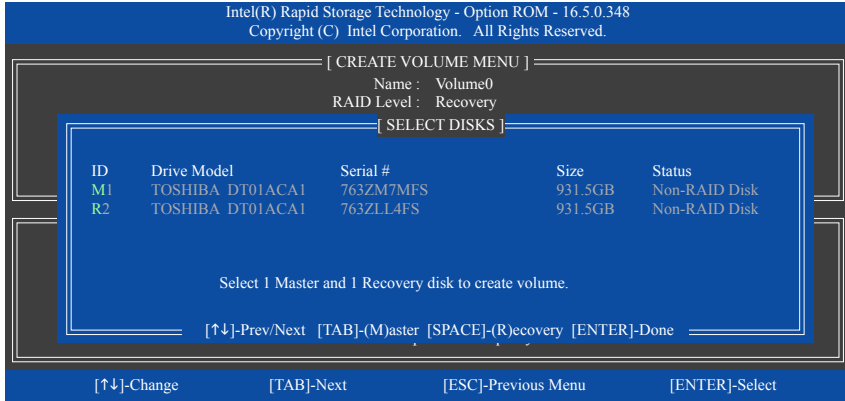 Intel(R) Rapid Storage Technology - Option ROM - 16.5.0.348
Copyright (C) Intel Corporation. All Rights Reserved.
[ CREATE VOLUME MENU ]
Name : Volume0
RAID Level : Recovery
[ SELECT DISKS ]
ID Drive Model Serial # Size Status
M1 TOSHIBA DT01ACA1 763ZM7MFS 931.5GB Non-RAID Disk
R2 TOSHIBA DT01ACA1 763ZLL4FS 931.5GB Non-RAID Disk
Select 1 Master and 1 Recovery disk to create volume.
[↑↓]-Prev/Next [TAB]-(M)aster [SPACE]-(R)ecovery [ENTER]-Done
[↑↓]-Change [TAB]-Next [ESC]-Previous Menu [ENTER]-Select